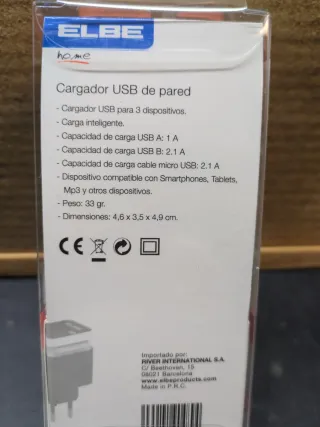 ELBE
home
Cargador USB de pared
- Cargador USB para 3 dispositivos.
- Carga inteligente.
- Capacidad de carga USB A: 1 A
- Capacidad de carga USB B: 2.1 A
- Capacidad de carga cable micro USB: 2.1 A
- Dispositivo compatible con Smartphones, Tablets,
Mp3 y otros dispositivos.
- Peso: 33 gr.
- Dimensiones: 4,6 x 3,5 x 4,9 cm.
CE
Importado por:
RIVER INTERNATIONAL S.A.
C/ Beethoven, 15
08021 Barcelona
www.elbeproducts.com
Made in P.R.C.